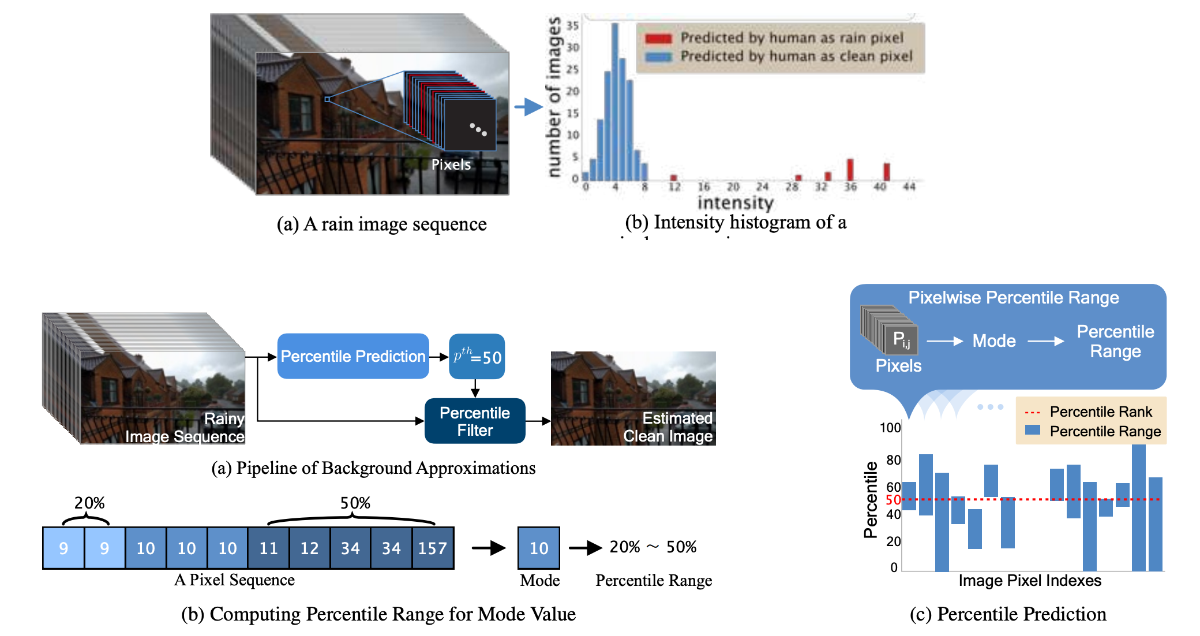 Pixels
(a) A rain image sequence
number of images
35
30
25
20
15
10
5
0
Predicted by human as rain pixel
Predicted by human as clean pixel
0 4 8 12 16 20 24 28 32 36 40 44
intensity
(b) Intensity histogram of a
Rainy
Image Sequence
Percentile Prediction
pth=50
Percentile
Filter
Estimated
Clean Image
(a) Pipeline of Background Approximations
20%
50%
9 9 10 10 10 11 12 34 34 157
10
20% ~ 50%
A Pixel Sequence
Mode
Percentile Range
(b) Computing Percentile Range for Mode Value
Pixelwise Percentile Range
Pi,j
Pixels
Mode
Percentile
Range
Percentile Rank
Percentile Range
Percentile
100
80
60
50
40
20
0
Image Pixel Indexes
(c) Percentile Prediction